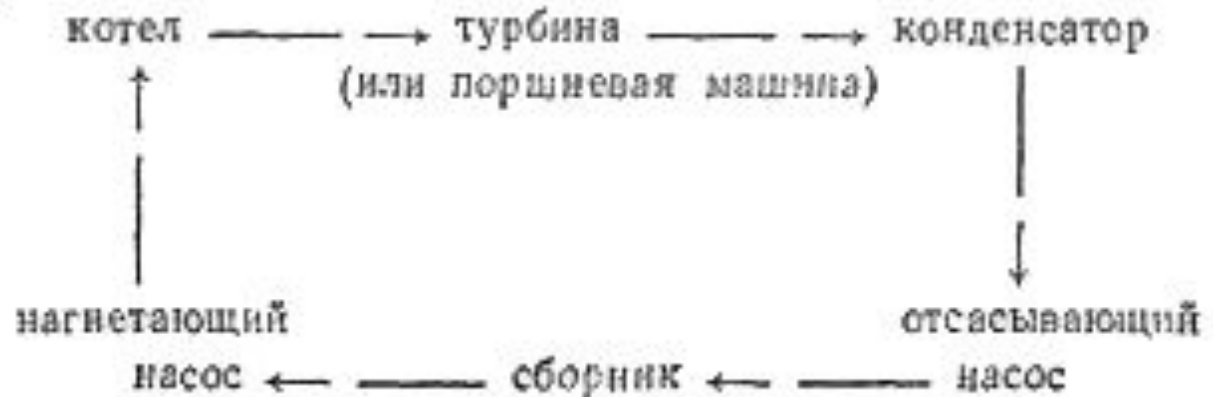 котел → турбина → конденсатор
(или поршневая машина)
нагнетающий отсасывающий
насос ← сборник ← насос